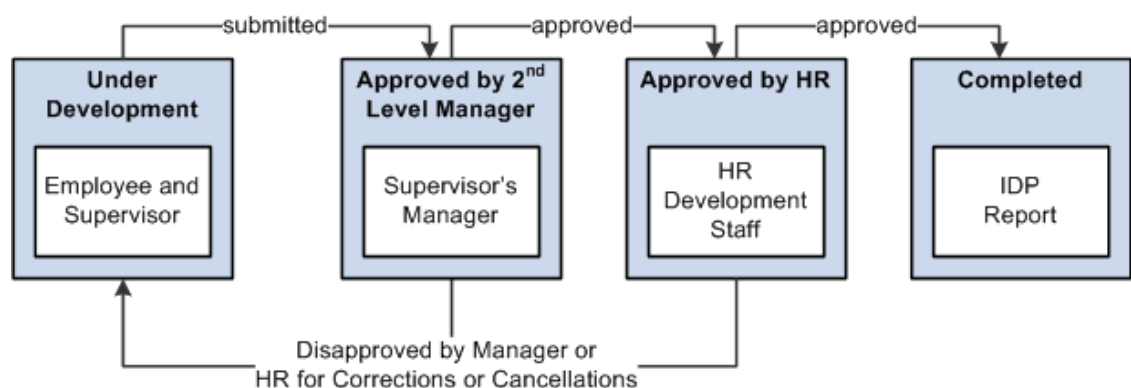 submitted
approved
approved
Under
Development
Employee and
Supervisor
Approved by 2nd
Level Manager
Supervisor's
Manager
Approved by HR
HR
Development
Staff
Completed
IDP
Report
Disapproved by Manager or
HR for Corrections or Cancellations